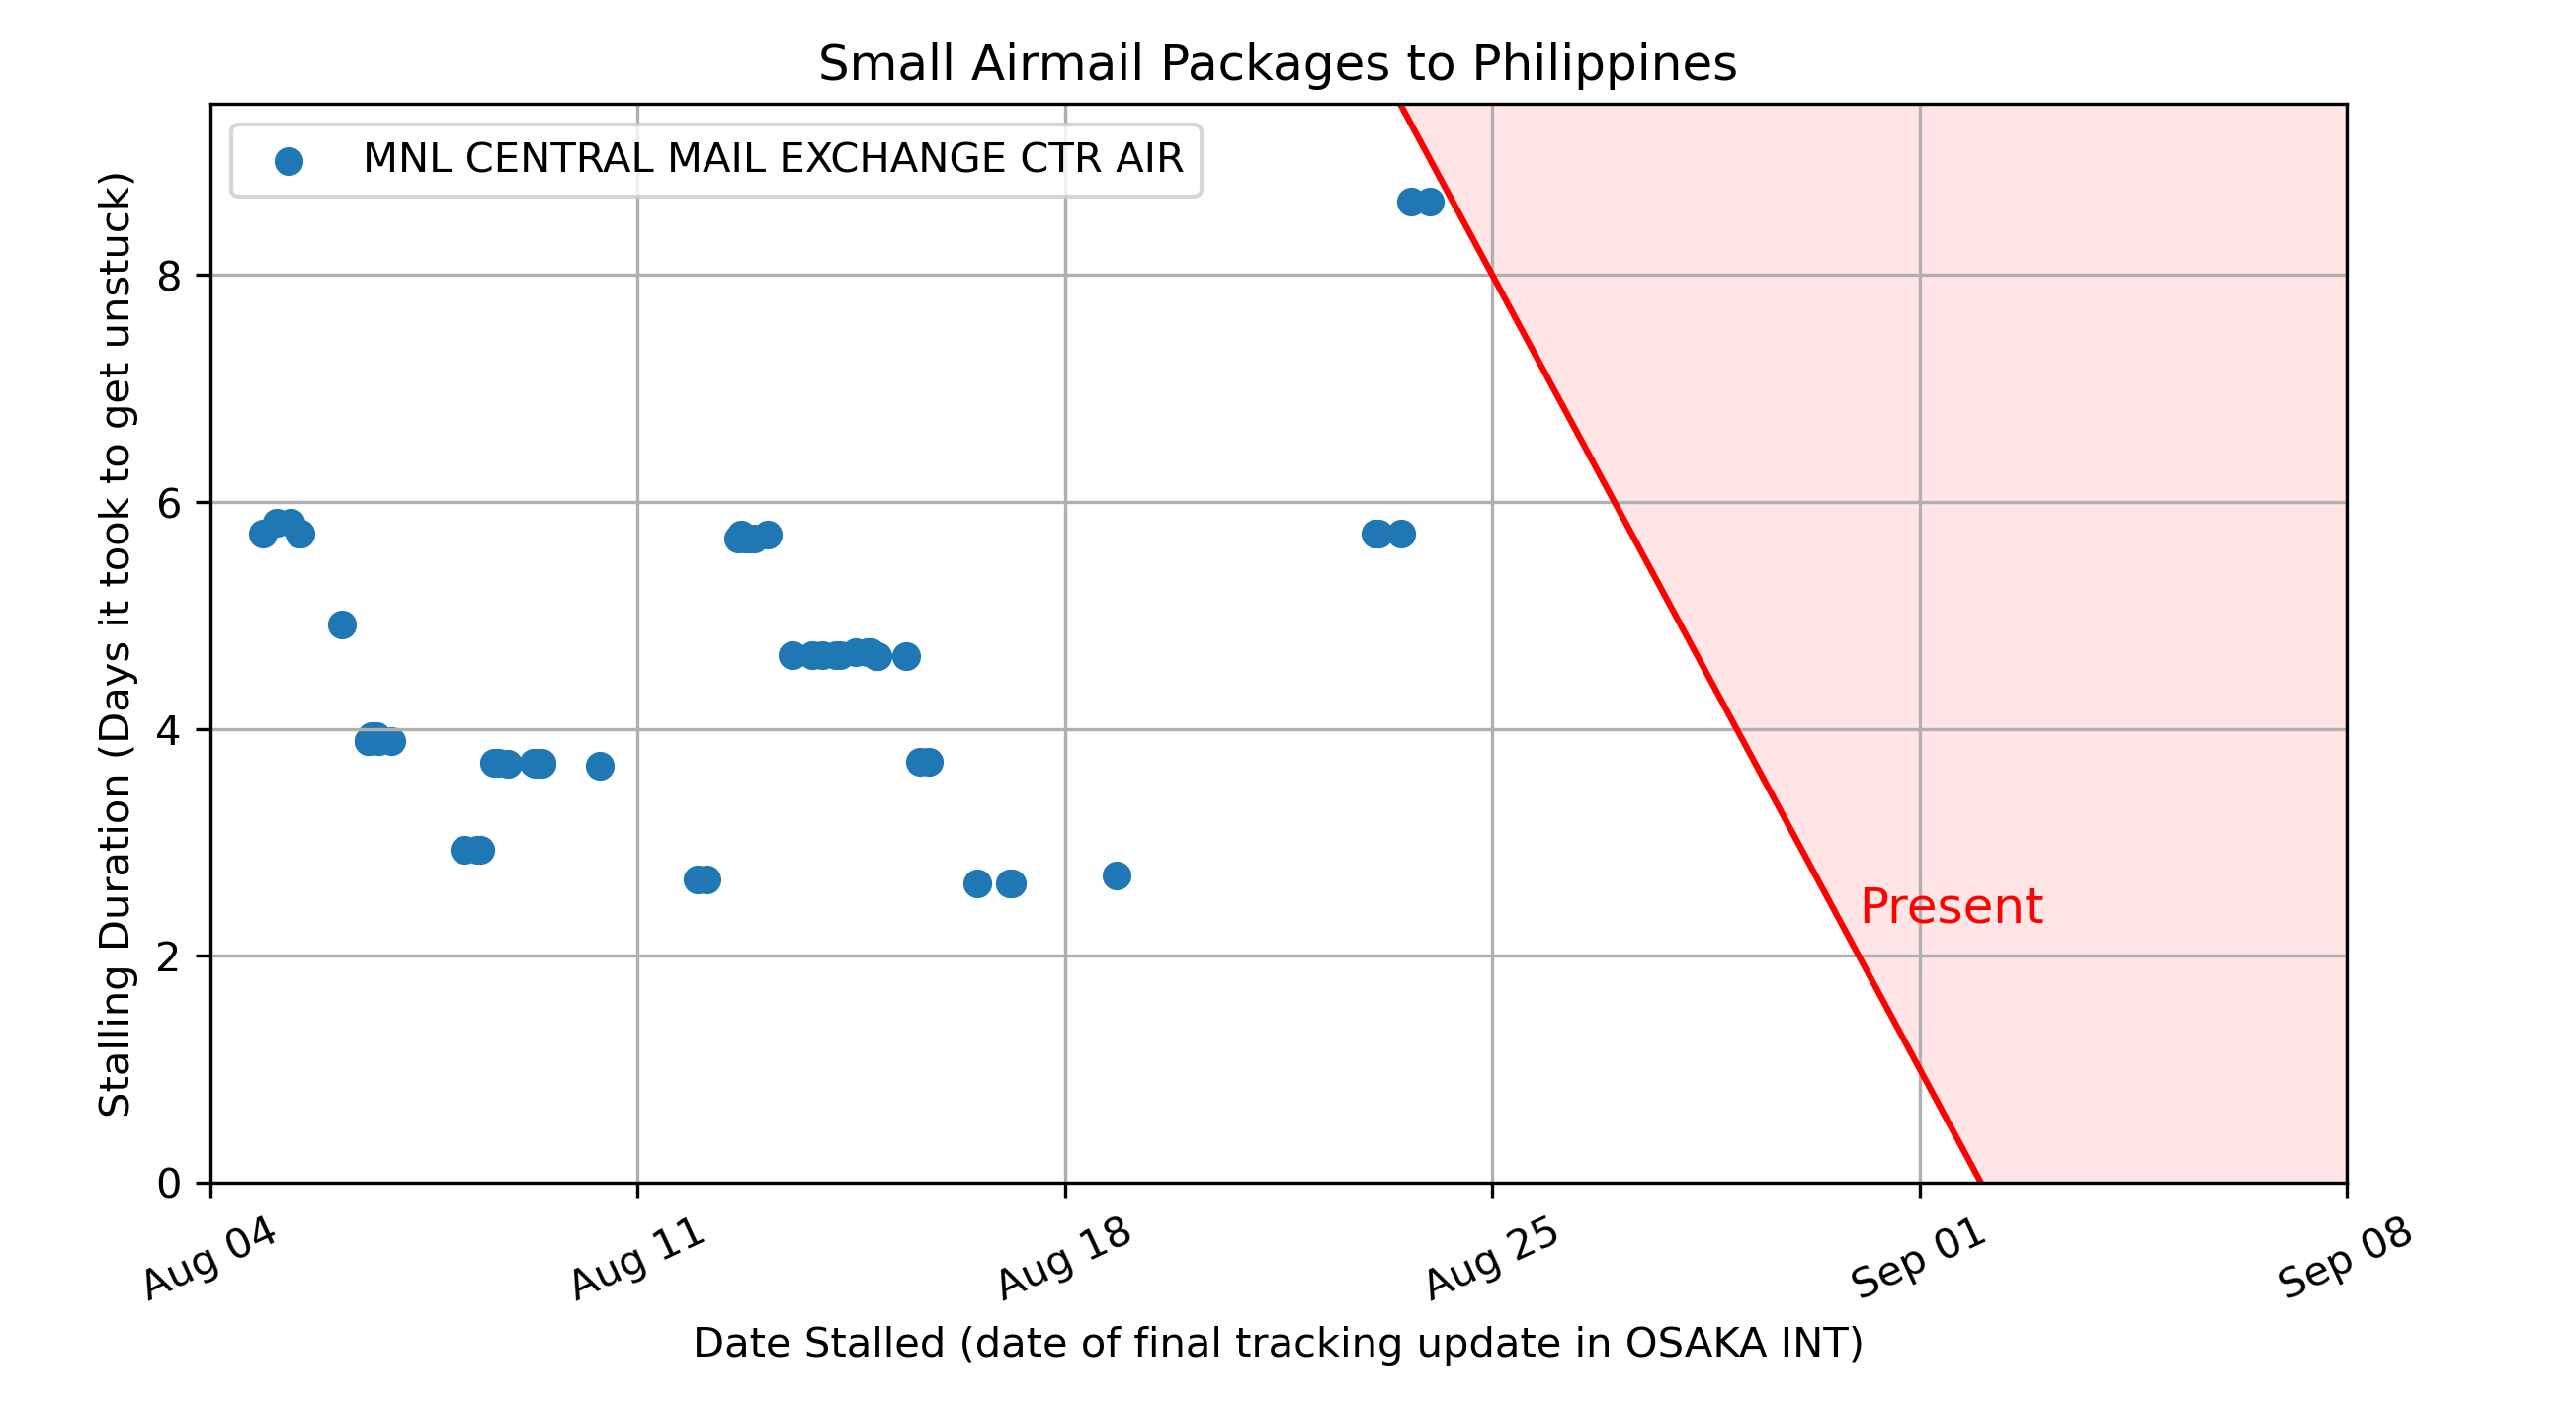 Small Airmail Packages to Philippines
MNL CENTRAL MAIL EXCHANGE CTR AIR
Stalling Duration (Days it took to get unstuck)
8
6
4
2
0
Present
Aug 04
Aug 11
Aug 18
Aug 25
Sep 01
Sep 08
Date Stalled (date of final tracking update in OSAKA INT)